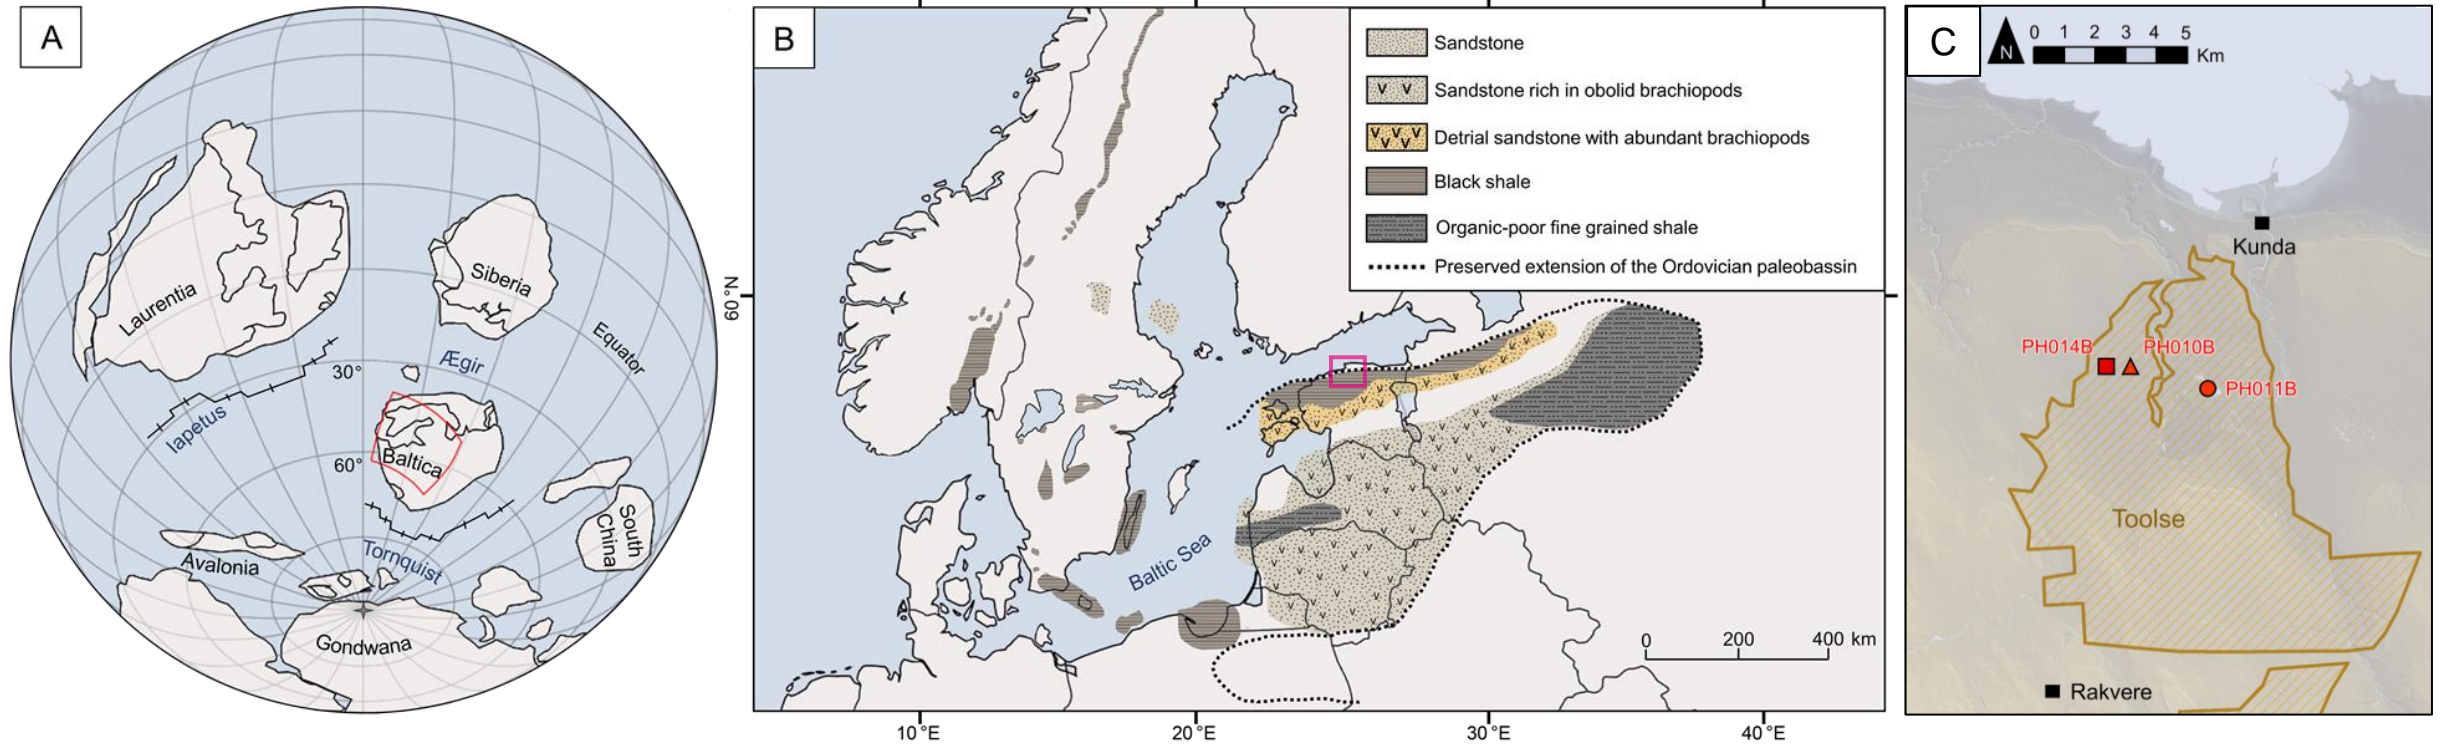 A
Laurentia
Siberia
Equator
Ægir
30°
Iapetus
60°
Baltica
South
China
Avalonia
Tornquist
Gondwana
B
Sandstone
Sandstone rich in obolid brachiopods
Detrial sandstone with abundant brachiopods
Black shale
Organic-poor fine grained shale
Preserved extension of the Ordovician paleobassin
60°N
Baltic Sea
0 200 400 km
10°E 20°E 30°E 40°E
C
N
0 1 2 3 4 5
Km
Kunda
PH014B
PH010B
PH011B
Toolse
Rakvere